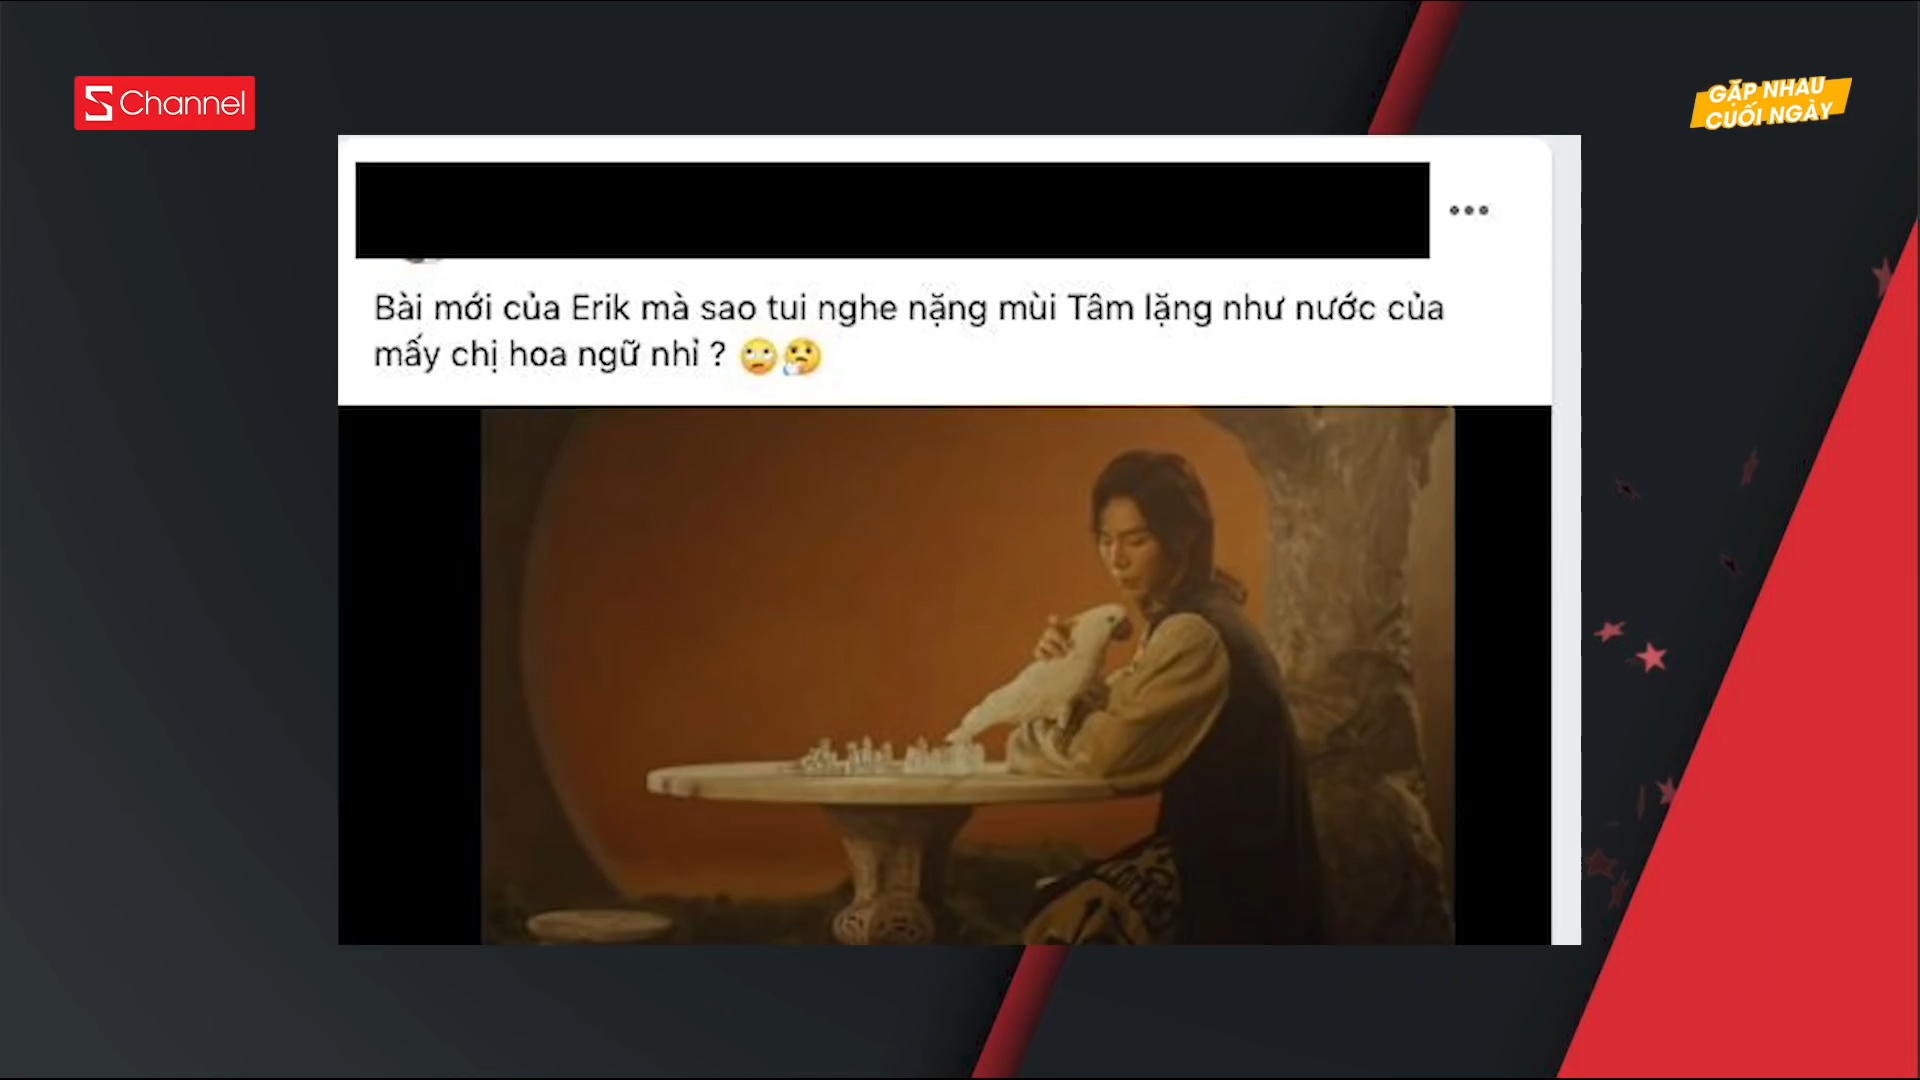 S Channel
GẶP NHAU
CUỐI NGÀY
Bài mới của Erik mà sao tui nghe nặng mùi Tâm lặng như nước của
mấy chị hoa ngữ nhỉ ? 🙄🤔